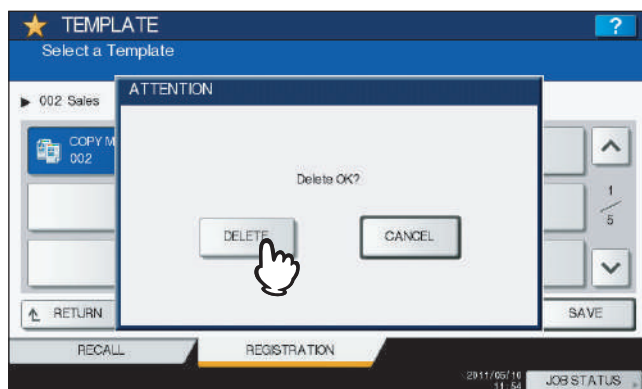 TEMPLATE
?
Select a Template
002 Sales
ATTENTION
COPY M
002
Delete OK?
1
5
DELETE
CANCEL
RETURN
SAVE
RECALL
REGISTRATION
2011/05/10
11:54
JOB STATUS